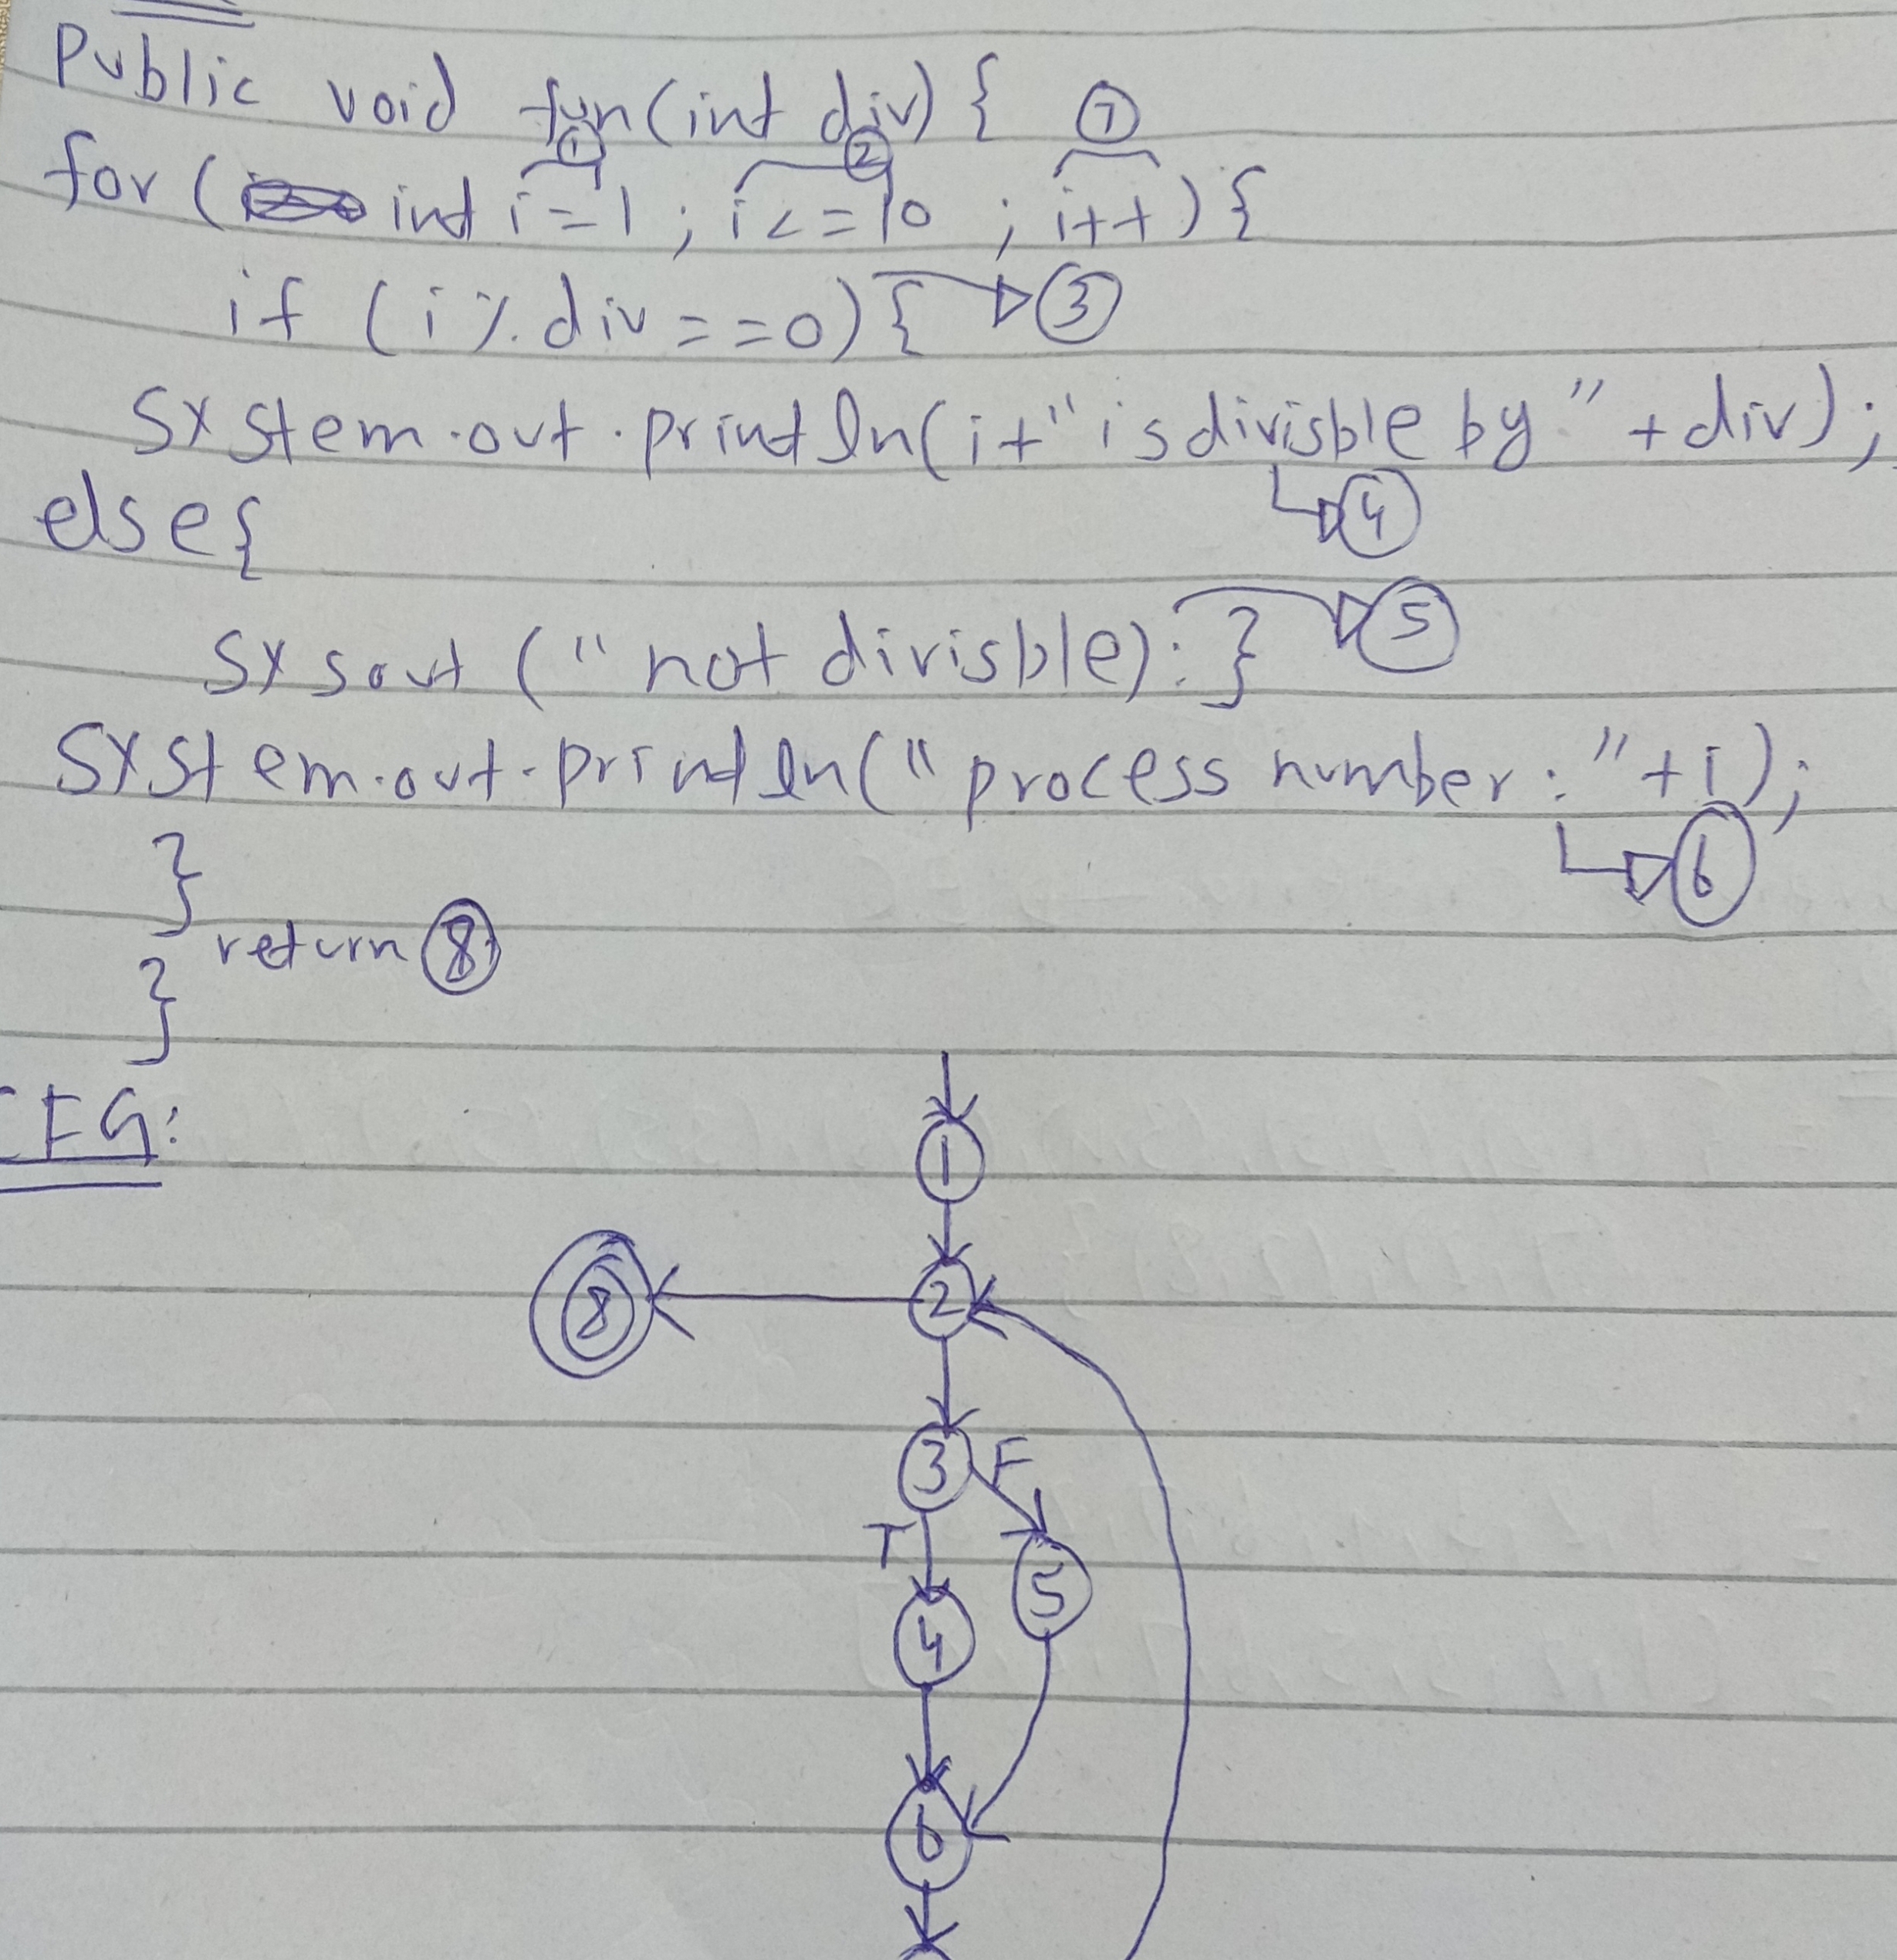 Public void fun(int div) { 7
1 2
for ( int i=1 ; i<=10 ; i++) {
if (i % div ==0) { 3
System.out.println(i+" is divisble by " + div);
4
else{
5
sysout (" not divisble); }
System.out.println(" process number : " + i);
6
}
return 8
}
CFG:
1
8 2
3 F
T
5
4
6